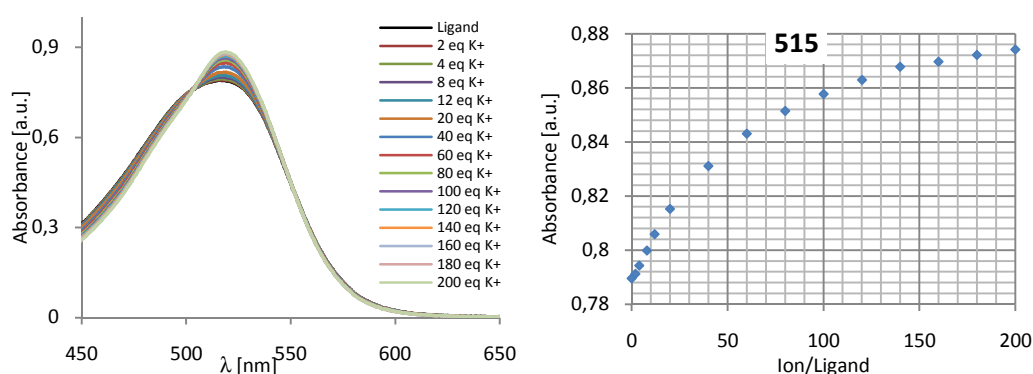 Absorbance [a.u.]
0,9
0,6
0,3
0
450
500
550
600
650
λ [nm]
Ligand
2 eq K+
4 eq K+
8 eq K+
12 eq K+
20 eq K+
40 eq K+
60 eq K+
80 eq K+
100 eq K+
120 eq K+
140 eq K+
160 eq K+
180 eq K+
200 eq K+
515
Absorbance [a.u.]
0,88
0,86
0,84
0,82
0,8
0,78
0
50
100
150
200
Ion/Ligand